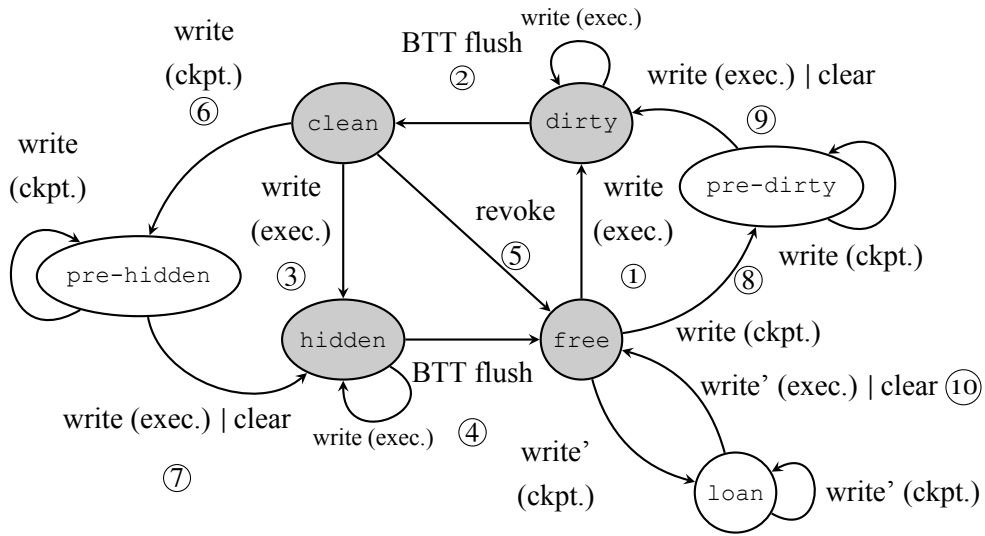 write
(ckpt.)
⑥
BTT flush
②
write (exec.)
write (exec.) | clear
⑨
clean
dirty
write
(ckpt.)
pre-dirty
write
(exec.)
③
revoke
⑤
write
(exec.)
①
write (ckpt.)
⑧
pre-hidden
hidden
free
write (ckpt.)
BTT flush
④
write (exec.)
write (exec.) | clear
⑦
write' (exec.) | clear ⑩
write'
(ckpt.)
loan
write' (ckpt.)